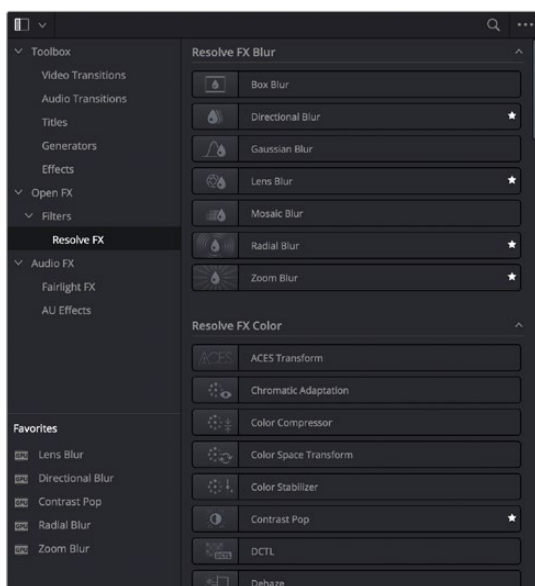 Toolbox
Video Transitions
Audio Transitions
Titles
Generators
Effects
Open FX
Filters
Resolve FX
Audio FX
Fairlight FX
AU Effects
Favorites
Lens Blur
Directional Blur
Contrast Pop
Radial Blur
Zoom Blur
Resolve FX Blur
Box Blur
Directional Blur
Gaussian Blur
Lens Blur
Mosaic Blur
Radial Blur
Zoom Blur
Resolve FX Color
ACES
ACES Transform
Chromatic Adaptation
Color Compressor
Color Space Transform
Color Stabilizer
Contrast Pop
DCTL
DCTL
Dehaze